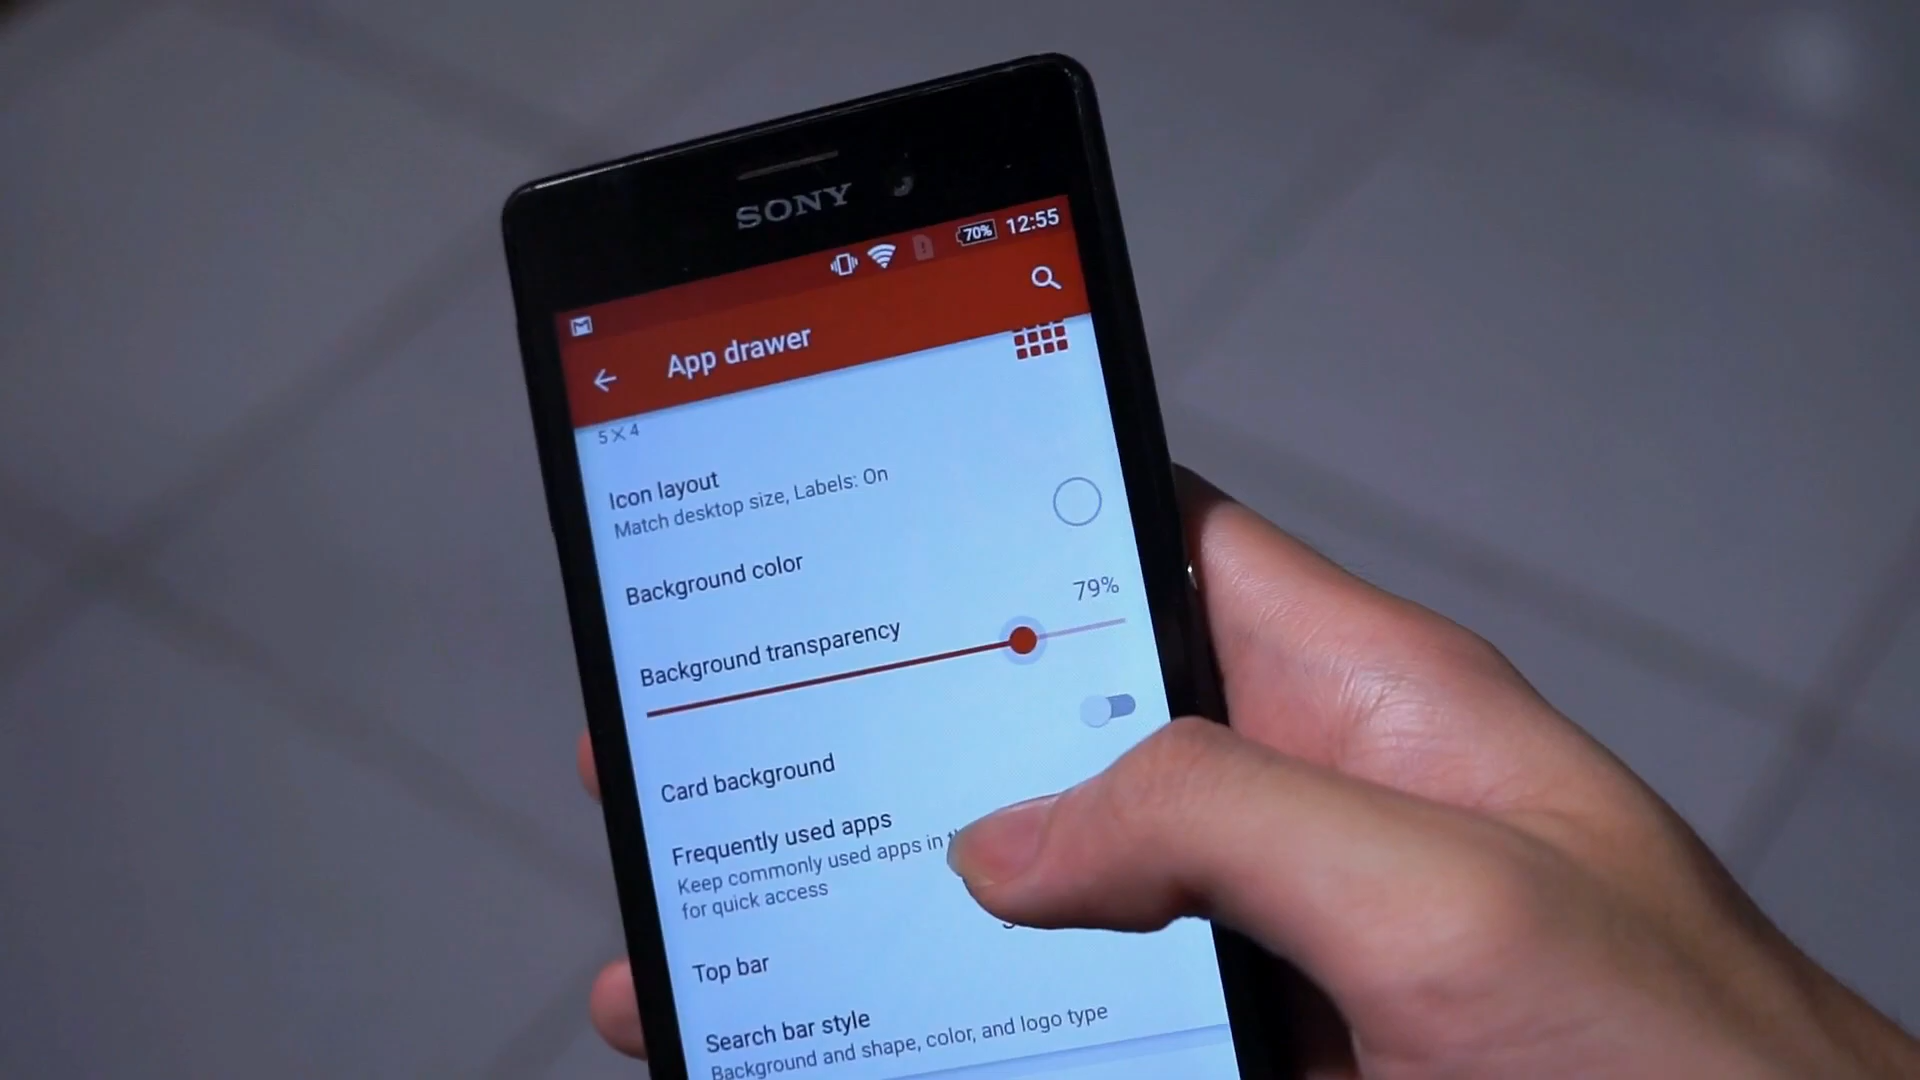 SONY
70% 12:55
App drawer
5 X 4
Icon layout
Match desktop size, Labels: On
Background color
79%
Background transparency
Card background
Frequently used apps
Keep commonly used apps in
for quick access
Top bar
Search bar style
Background and shape, color, and logo type